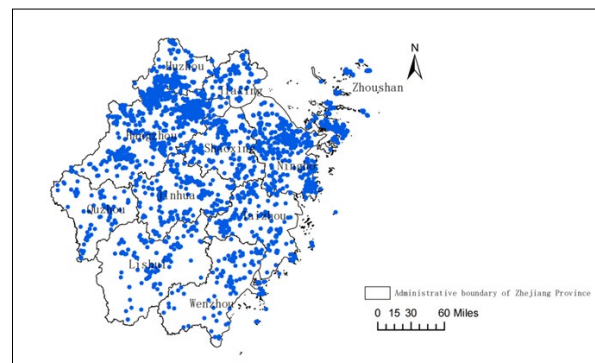 N
Huzhou
Jiaxing
Zhoushan
Hangzhou
Shaoxing
Ningbo
Jinhua
Quzhou
Taizhou
Lishui
Wenzhou
Administrative boundary of Zhejiang Province
0 15 30 60 Miles